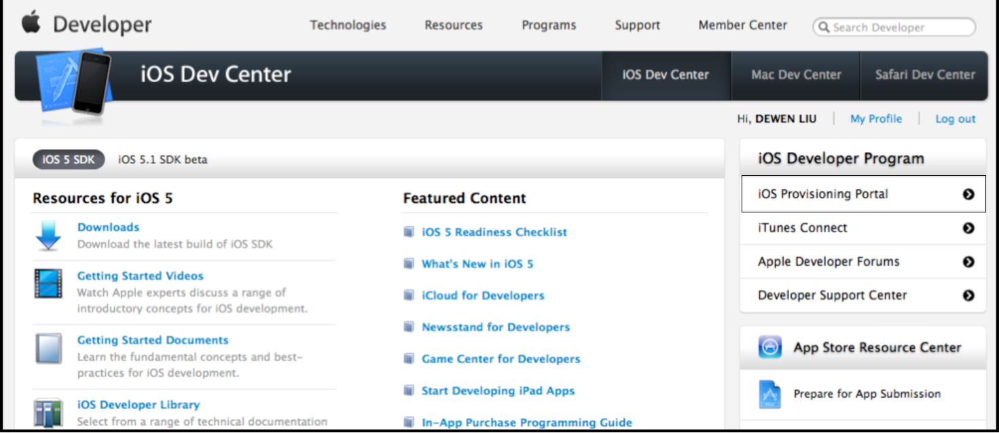 Developer
Technologies Resources Programs Support Member Center Search Developer
iOS Dev Center
iOS Dev Center Mac Dev Center Safari Dev Center
Hi, DEWEN LIU My Profile Log out
iOS 5 SDK iOS 5.1 SDK beta
Resources for iOS 5
Downloads
Download the latest build of iOS SDK
Getting Started Videos
Watch Apple experts discuss a range of
introductory concepts for iOS development.
Getting Started Documents
Learn the fundamental concepts and best-
practices for iOS development.
iOS Developer Library
Select from a range of technical documentation
Featured Content
iOS 5 Readiness Checklist
What's New in iOS 5
iCloud for Developers
Newsstand for Developers
Game Center for Developers
Start Developing iPad Apps
In-App Purchase Programming Guide
iOS Developer Program
iOS Provisioning Portal
iTunes Connect
Apple Developer Forums
Developer Support Center
App Store Resource Center
Prepare for App Submission